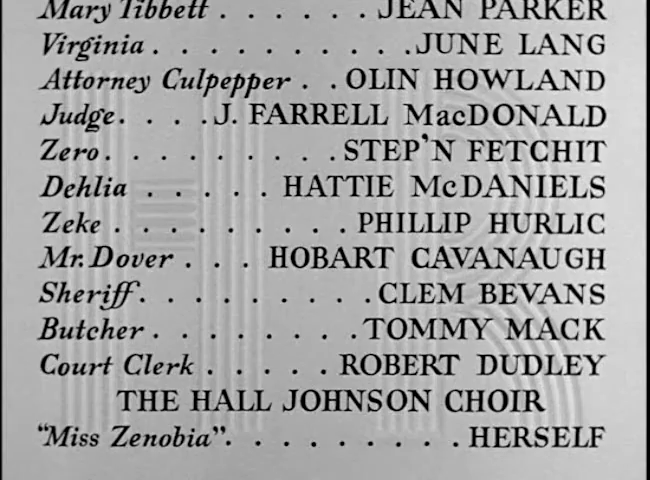 Mary Tibbett . . . . . . JEAN PARKER
Virginia . . . . . . . . . . JUNE LANG
Attorney Culpepper . . OLIN HOWLAND
Judge. . . . . J. FARRELL MacDONALD
Zero. . . . . . . . . . STEP'N FETCHIT
Dehlia . . . . . HATTIE McDANIELS
Zeke . . . . . . . . . PHILLIP HURLIC
Mr. Dover . . . HOBART CAVANAUGH
Sheriff. . . . . . . . . CLEM BEVANS
Butcher . . . . . . . . TOMMY MACK
Court Clerk . . . . . ROBERT DUDLEY
THE HALL JOHNSON CHOIR
“Miss Zenobia”. . . . . . . . . HERSELF